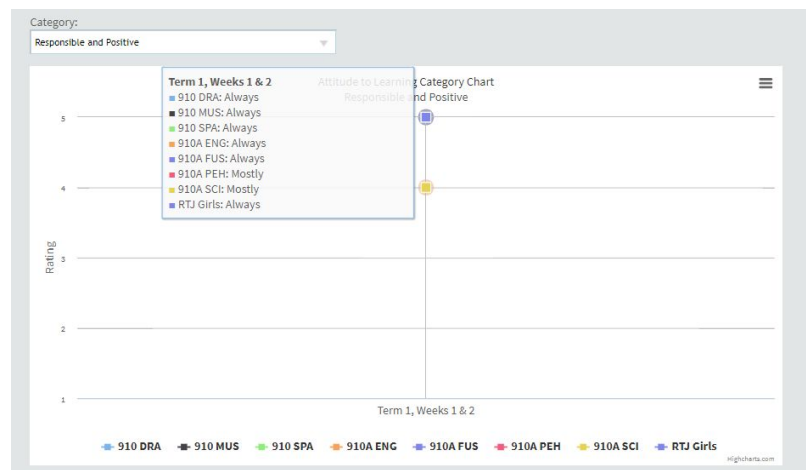 Category:
Responsible and Positive
Attitude to Learning Category Chart
Responsible and Positive
Term 1, Weeks 1 & 2
910 DRA: Always
910 MUS: Always
910 SPA: Always
910A ENG: Always
910A FUS: Always
910A PEH: Mostly
910A SCI: Mostly
RTJ Girls: Always
Rating
5
4
3
2
1
Term 1, Weeks 1 & 2
910 DRA 910 MUS 910 SPA 910A ENG 910A FUS 910A PEH 910A SCI RTJ Girls
Highcharts.com